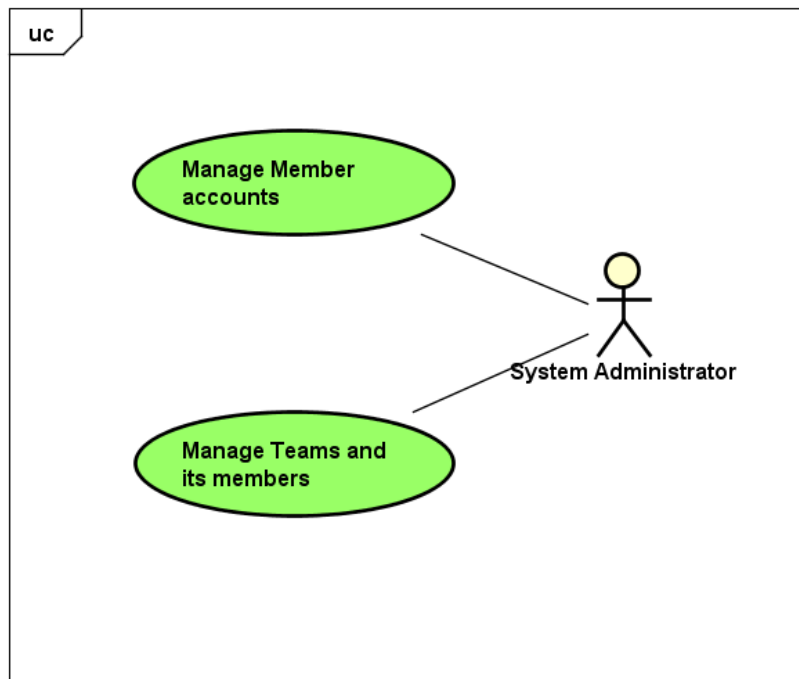 uc
Manage Member
accounts
System Administrator
Manage Teams and
its members